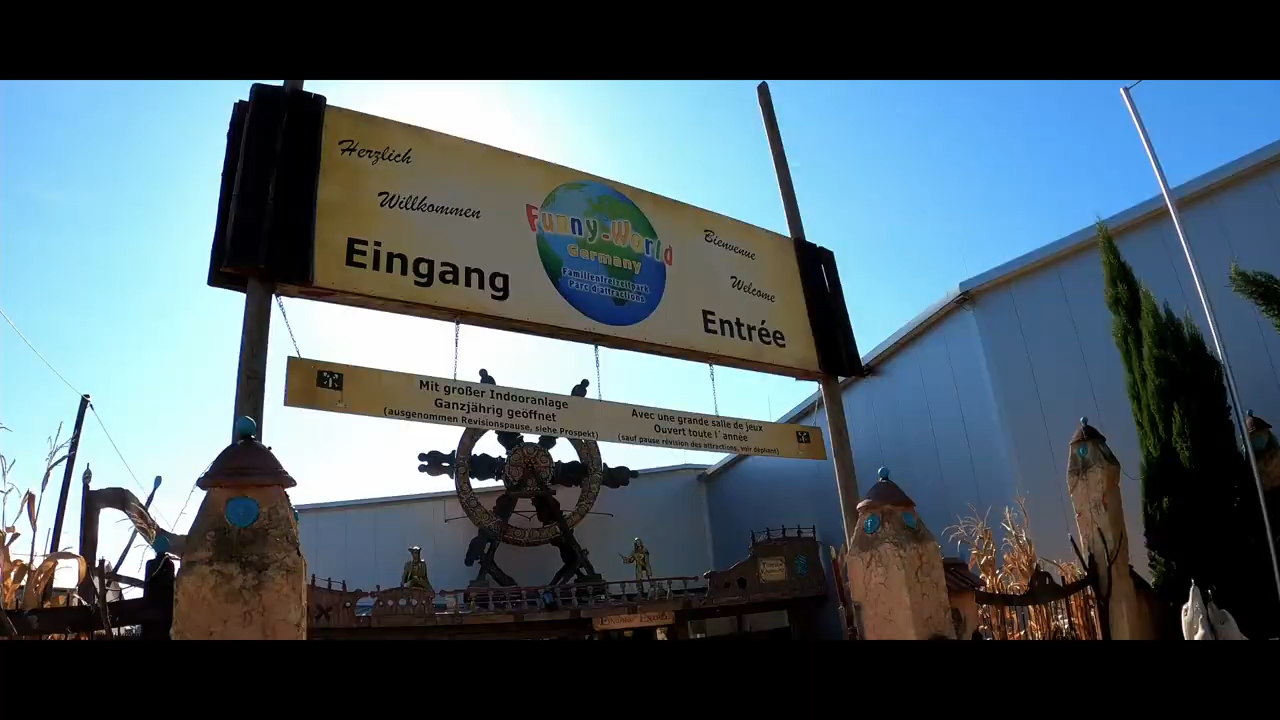 Herzlich
Willkommen
Eingang
Funny-World
Germany
Familienfreizeitpark
Parc d'attractions
Bienvenue
Welcome
Entrée
Mit großer Indooranlage
Ganzjährig geöffnet
(ausgenommen Revisionspause, siehe Prospekt)
Avec une grande salle de jeux
Ouvert toute l´année
(sauf pause révision des attractions, voir dépliant)